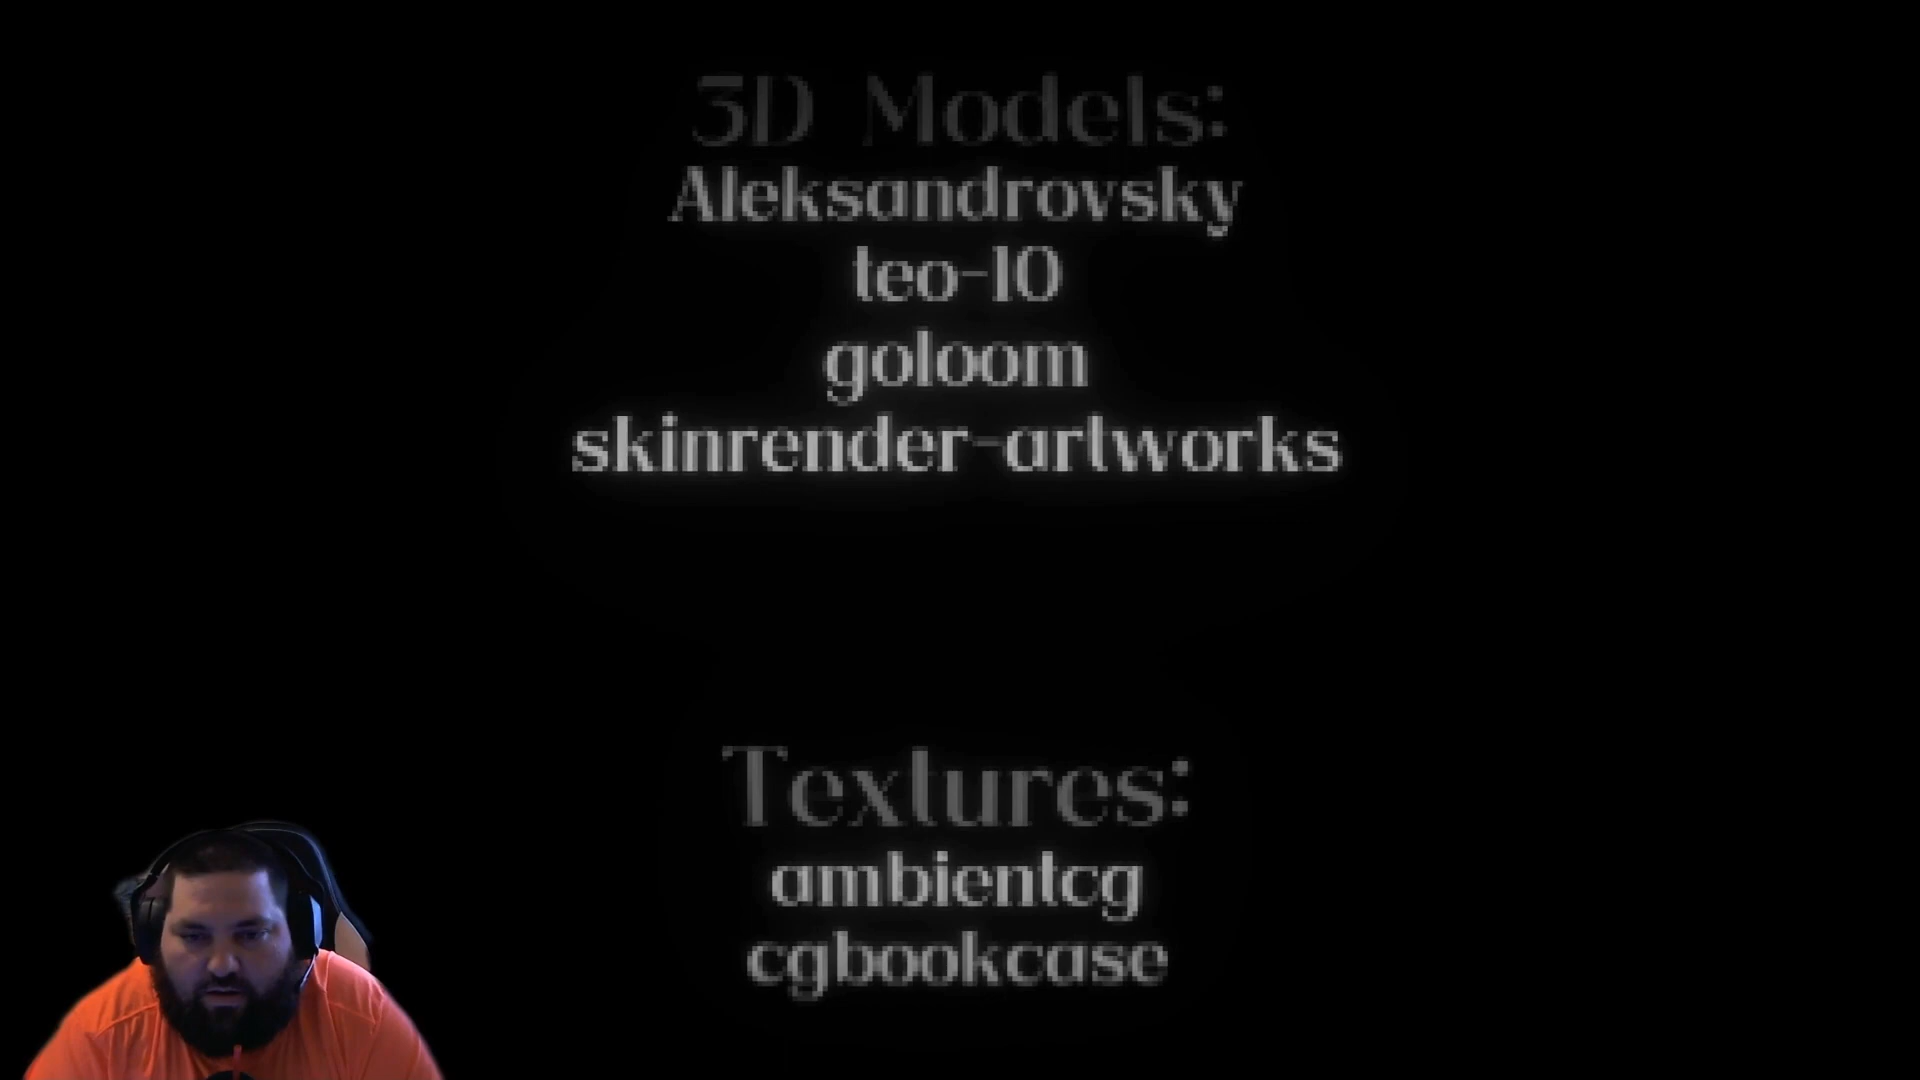 3D Models:
Aleksandrovsky
teo-10
goloom
skinrender-artworks
Textures:
ambientcg
cgbookcase